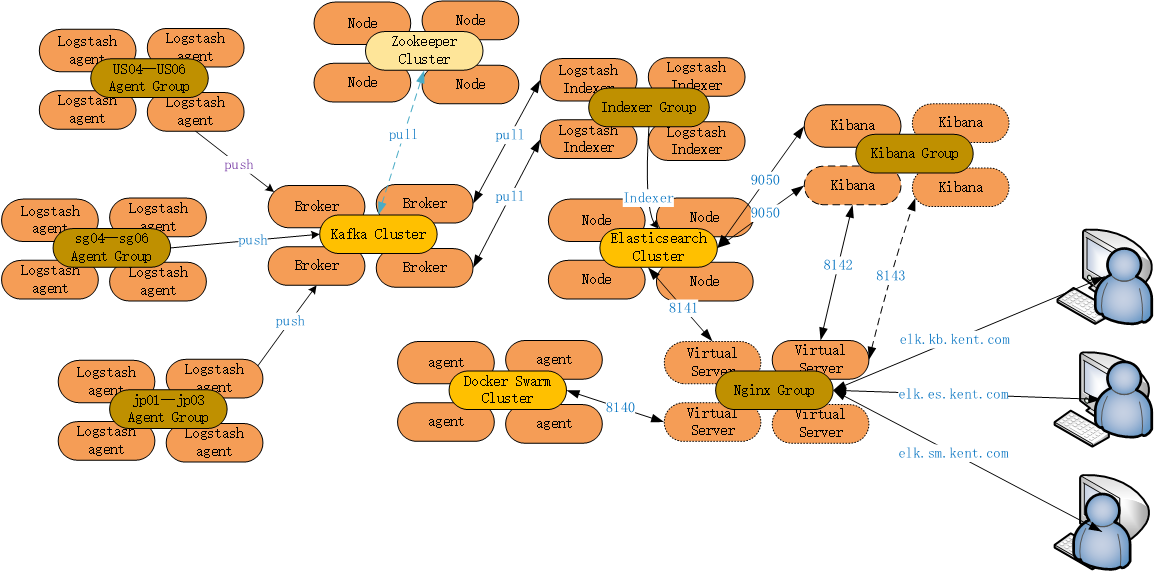 Logstash
agent
Logstash
agent
US04—US06
Agent Group
Logstash
agent
Logstash
agent
Node
Node
Zookeeper
Cluster
Node
Node
push
pull
Logstash
Indexer
Logstash
Indexer
Indexer Group
Logstash
Indexer
Logstash
Indexer
pull
pull
Kibana
Kibana
Kibana Group
Kibana
Kibana
9050
9050
Logstash
agent
Logstash
agent
sg04—sg06
Agent Group
Logstash
agent
Logstash
agent
push
Broker
Broker
Kafka Cluster
Broker
Broker
Indexer
Node
Node
Elasticsearch
Cluster
Node
Node
8142
8143
8141
push
Logstash
agent
Logstash
agent
jp01—jp03
Agent Group
Logstash
agent
Logstash
agent
agent
agent
Docker Swarm
Cluster
agent
agent
8140
Virtual
Server
Virtual
Server
Nginx Group
Virtual
Server
Virtual
Server
elk.kb.kent.com
elk.es.kent.com
elk.sm.kent.com